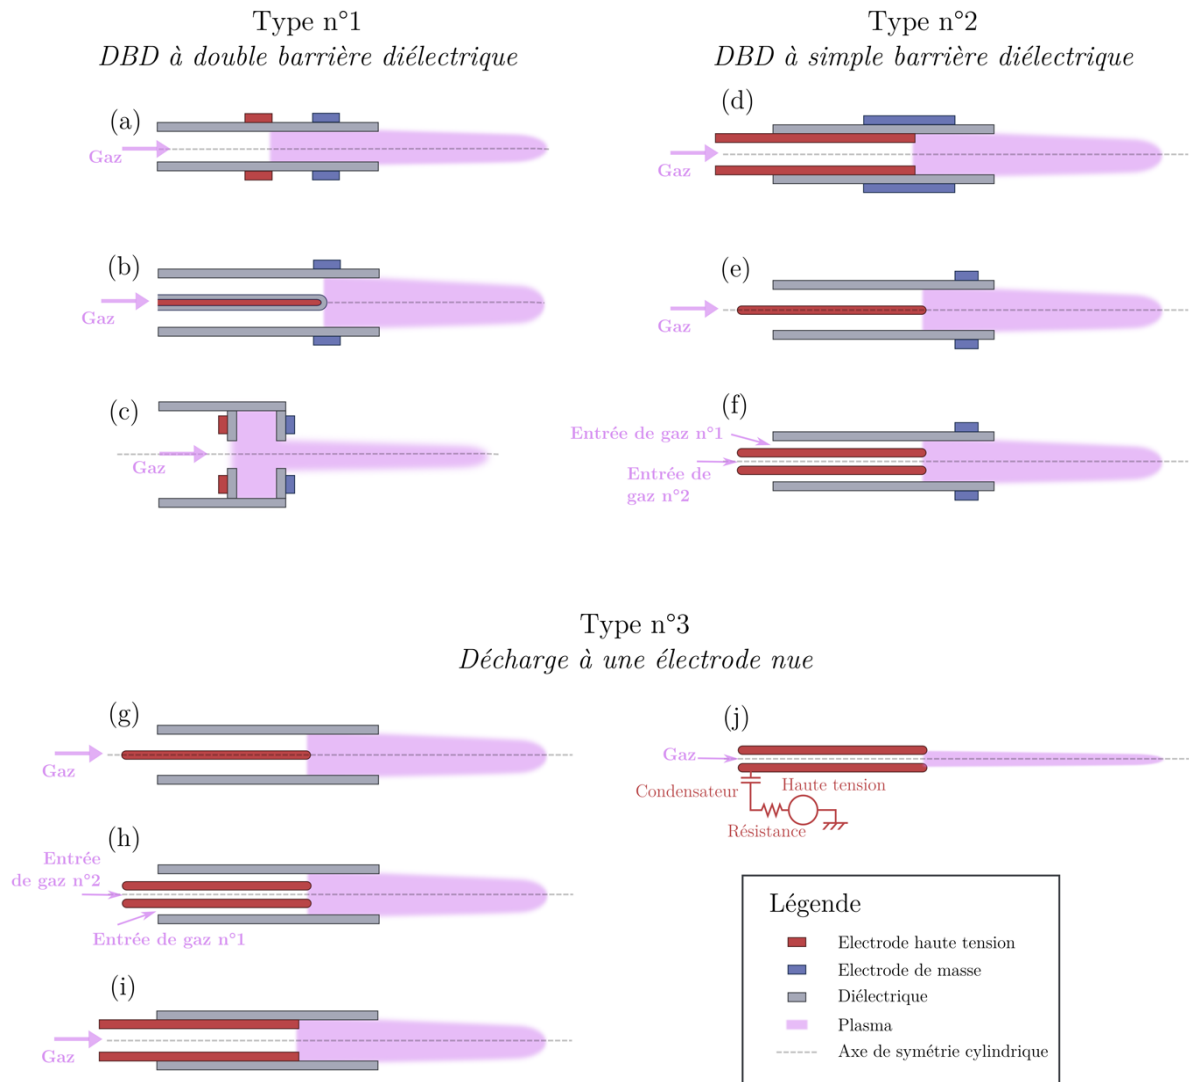 Type n°1
DBD à double barrière diélectrique
Type n°2
DBD à simple barrière diélectrique
(a)
Gaz
(b)
Gaz
(c)
Gaz
(d)
Gaz
(e)
Gaz
(f)
Entrée de gaz n°1
Entrée de
gaz n°2
Type n°3
Décharge à une électrode nue
(g)
Gaz
(h)
Entrée
de gaz n°2
Entrée de gaz n°1
(i)
Gaz
(j)
Gaz
Condensateur
Haute tension
Résistance
Légende
Electrode haute tension
Electrode de masse
Diélectrique
Plasma
Axe de symétrie cylindrique